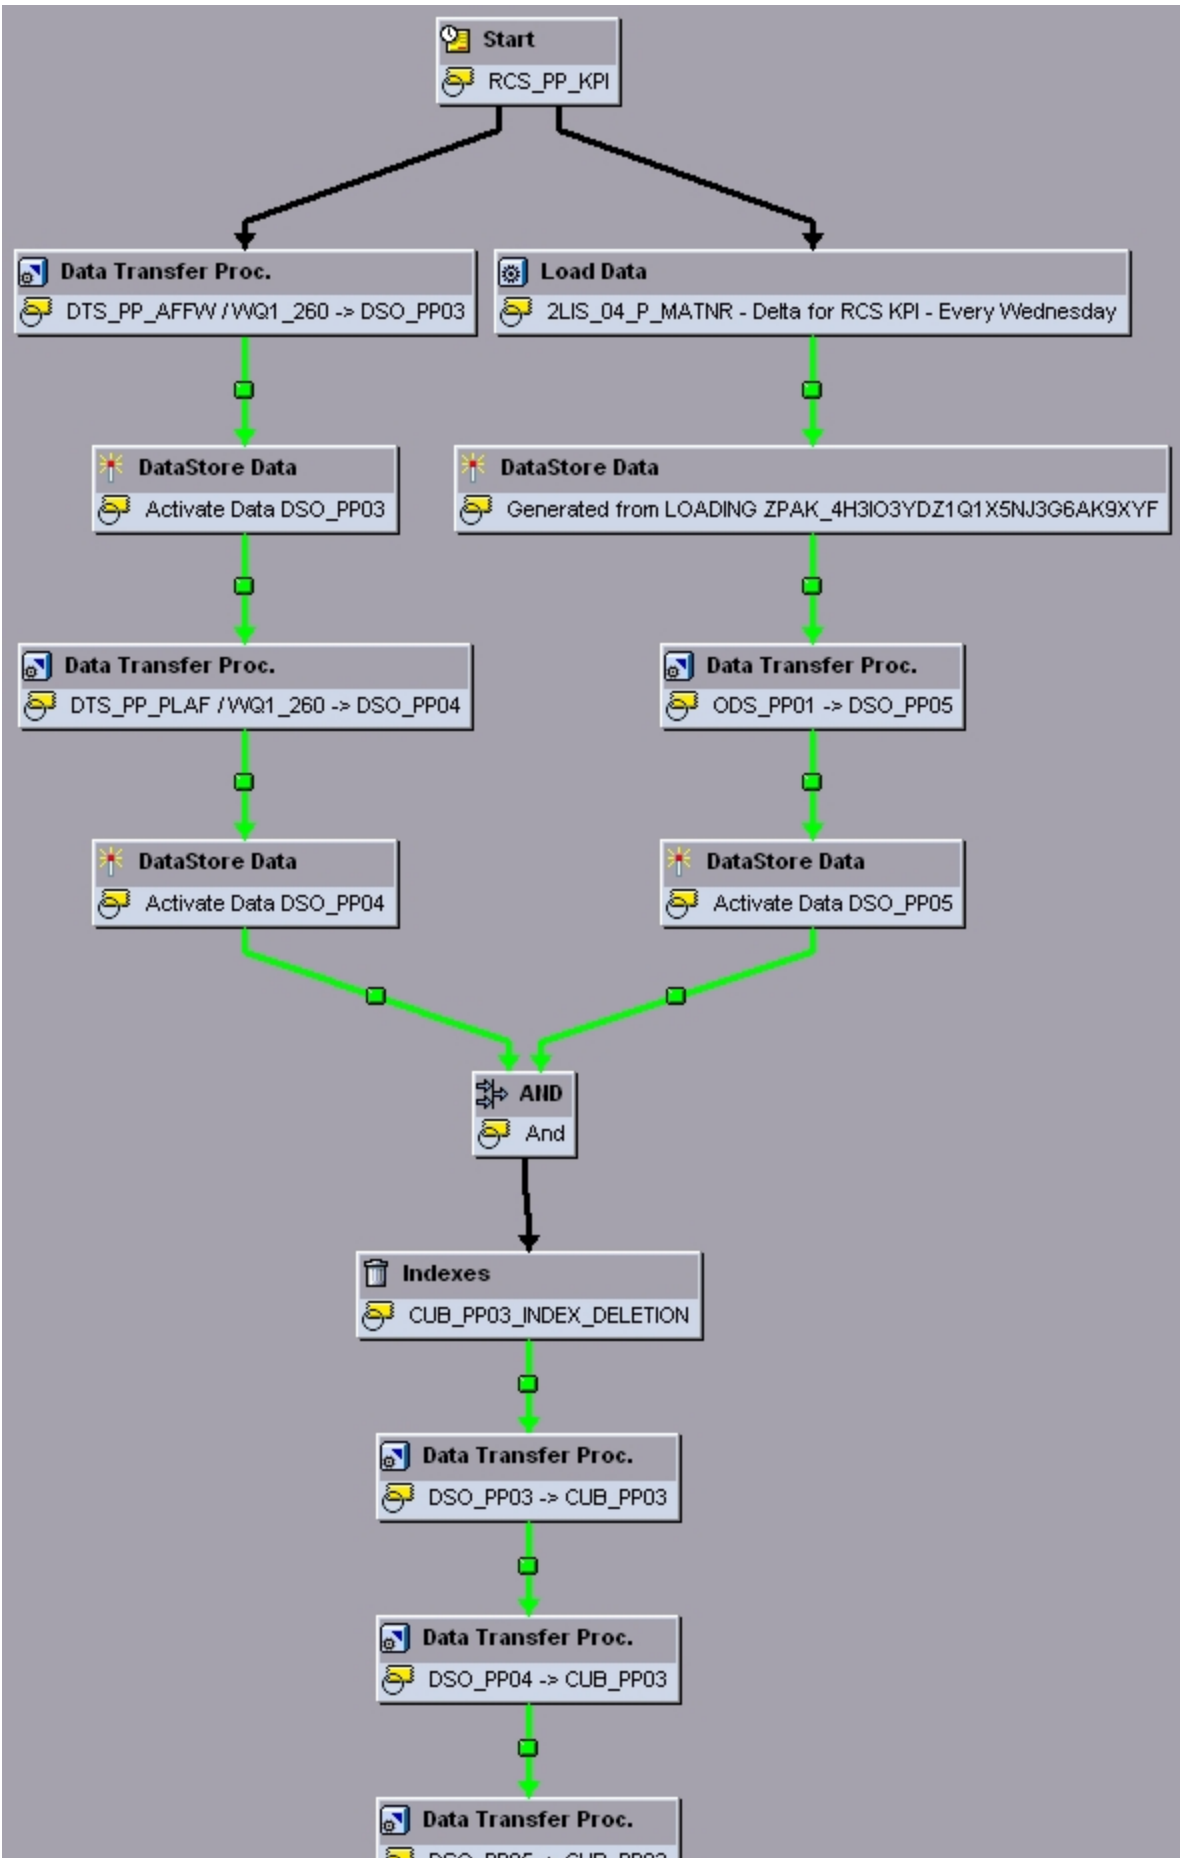 Start
RCS_PP_KPI
Data Transfer Proc.
DTS_PP_AFFW / WQ1_260 -> DSO_PP03
Load Data
2LIS_04_P_MATNR - Delta for RCS KPI - Every Wednesday
DataStore Data
Activate Data DSO_PP03
DataStore Data
Generated from LOADING ZPAK_4H3IO3YDZ1Q1X5NJ3G6AK9XYF
Data Transfer Proc.
DTS_PP_PLAF / WQ1_260 -> DSO_PP04
Data Transfer Proc.
ODS_PP01 -> DSO_PP05
DataStore Data
Activate Data DSO_PP04
DataStore Data
Activate Data DSO_PP05
AND
And
Indexes
CUB_PP03_INDEX_DELETION
Data Transfer Proc.
DSO_PP03 -> CUB_PP03
Data Transfer Proc.
DSO_PP04 -> CUB_PP03
Data Transfer Proc.